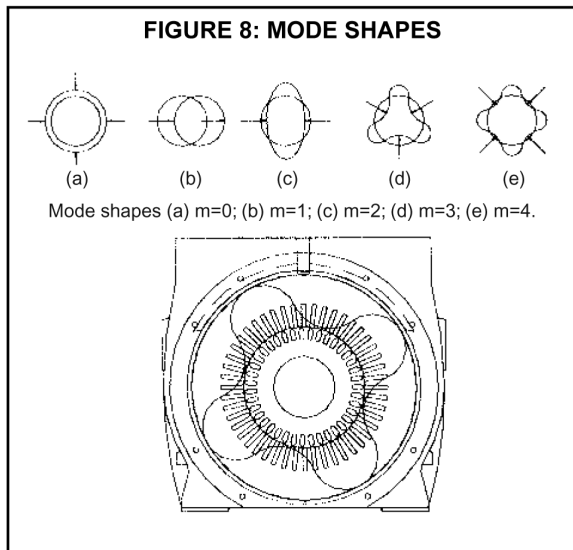 FIGURE 8: MODE SHAPES
(a) (b) (c) (d) (e)
Mode shapes (a) m=0; (b) m=1; (c) m=2; (d) m=3; (e) m=4.